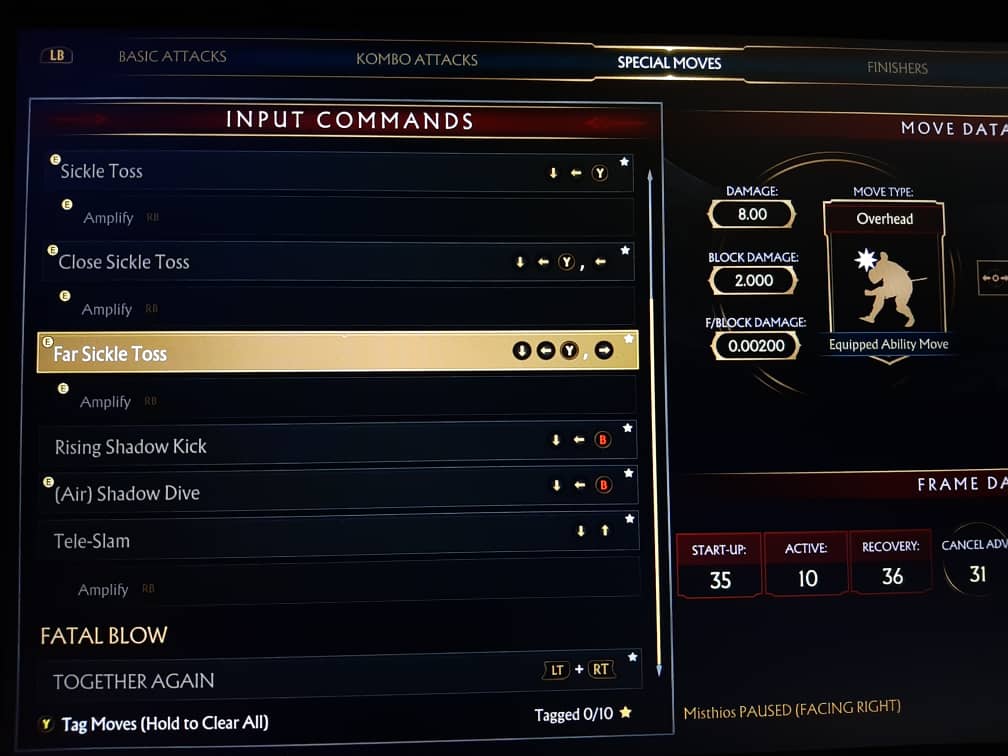 LB BASIC ATTACKS KOMBO ATTACKS SPECIAL MOVES FINISHERS
INPUT COMMANDS
E Sickle Toss ↓ ← Y
E Amplify RB
E Close Sickle Toss ↓ ← Y , ←
E Amplify RB
E Far Sickle Toss ↓ ← Y , →
E Amplify RB
Rising Shadow Kick ↓ ← B
E (Air) Shadow Dive ↓ ← B
Tele-Slam ↓ ↑
Amplify RB
FATAL BLOW
TOGETHER AGAIN LT + RT
Y Tag Moves (Hold to Clear All) Tagged 0/10 ★
MOVE DATA
DAMAGE:
8.00
BLOCK DAMAGE:
2.000
F/BLOCK DAMAGE:
0.00200
MOVE TYPE:
Overhead
Equipped Ability Move
FRAME DA
START-UP: ACTIVE: RECOVERY: CANCEL ADV
35 10 36 31
Misthios PAUSED (FACING RIGHT)